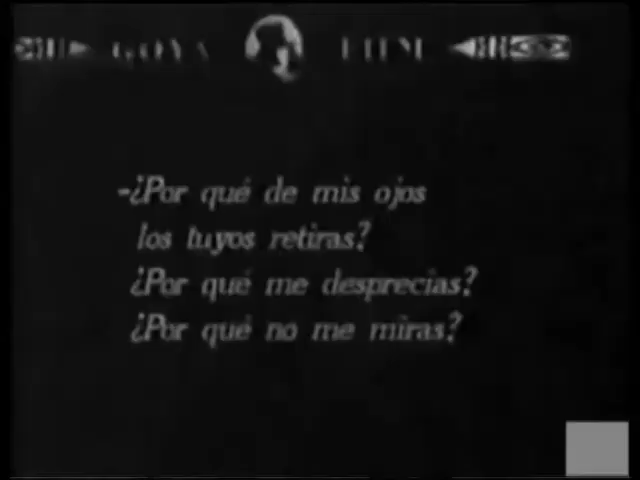 GOYA FILM
-¿Por qué de mis ojos
los tuyos retiras?
¿Por qué me desprecias?
¿Por qué no me miras?